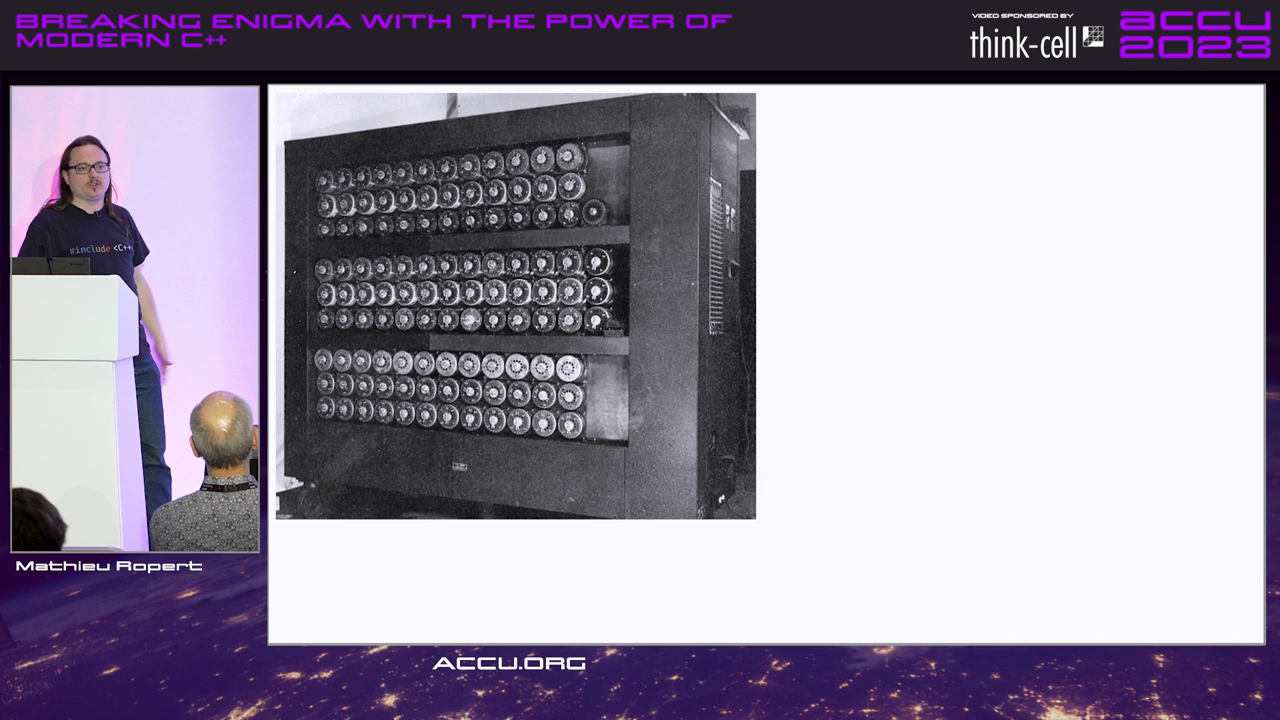 BREAKING ENIGMA WITH THE POWER OF
MODERN C++
VIDEO SPONSORED BY
think-cell
accu
2023
#include <C++
Mathieu Ropert
ACCU.ORG